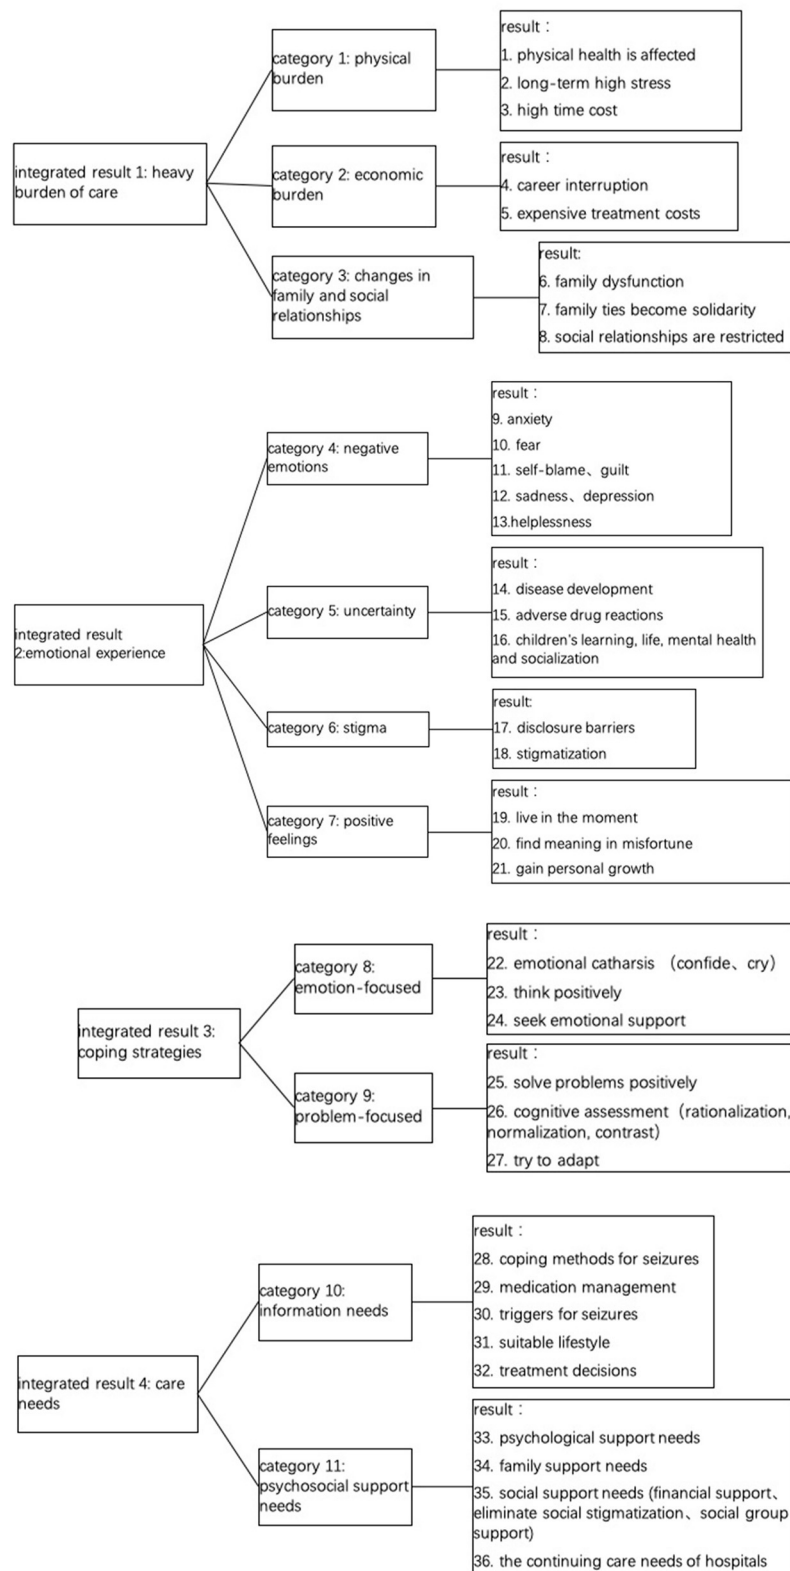 integrated result 1: heavy
burden of care
category 1: physical
burden
result：
1. physical health is affected
2. long-term high stress
3. high time cost
category 2: economic
burden
result：
4. career interruption
5. expensive treatment costs
category 3: changes in
family and social
relationships
result:
6. family dysfunction
7. family ties become solidarity
8. social relationships are restricted
integrated result
2:emotional experience
category 4: negative
emotions
result：
9. anxiety
10. fear
11. self-blame、guilt
12. sadness、depression
13.helplessness
category 5: uncertainty
result：
14. disease development
15. adverse drug reactions
16. children's learning, life, mental health
and socialization
category 6: stigma
result:
17. disclosure barriers
18. stigmatization
category 7: positive
feelings
result：
19. live in the moment
20. find meaning in misfortune
21. gain personal growth
integrated result 3:
coping strategies
category 8:
emotion-focused
result：
22. emotional catharsis （confide、cry）
23. think positively
24. seek emotional support
category 9:
problem-focused
result：
25. solve problems positively
26. cognitive assessment（rationalization,
normalization, contrast）
27. try to adapt
integrated result 4: care
needs
category 10:
information needs
result：
28. coping methods for seizures
29. medication management
30. triggers for seizures
31. suitable lifestyle
32. treatment decisions
category 11:
psychosocial support
needs
result：
33. psychological support needs
34. family support needs
35. social support needs (financial support、
eliminate social stigmatization、social group
support)
36. the continuing care needs of hospitals